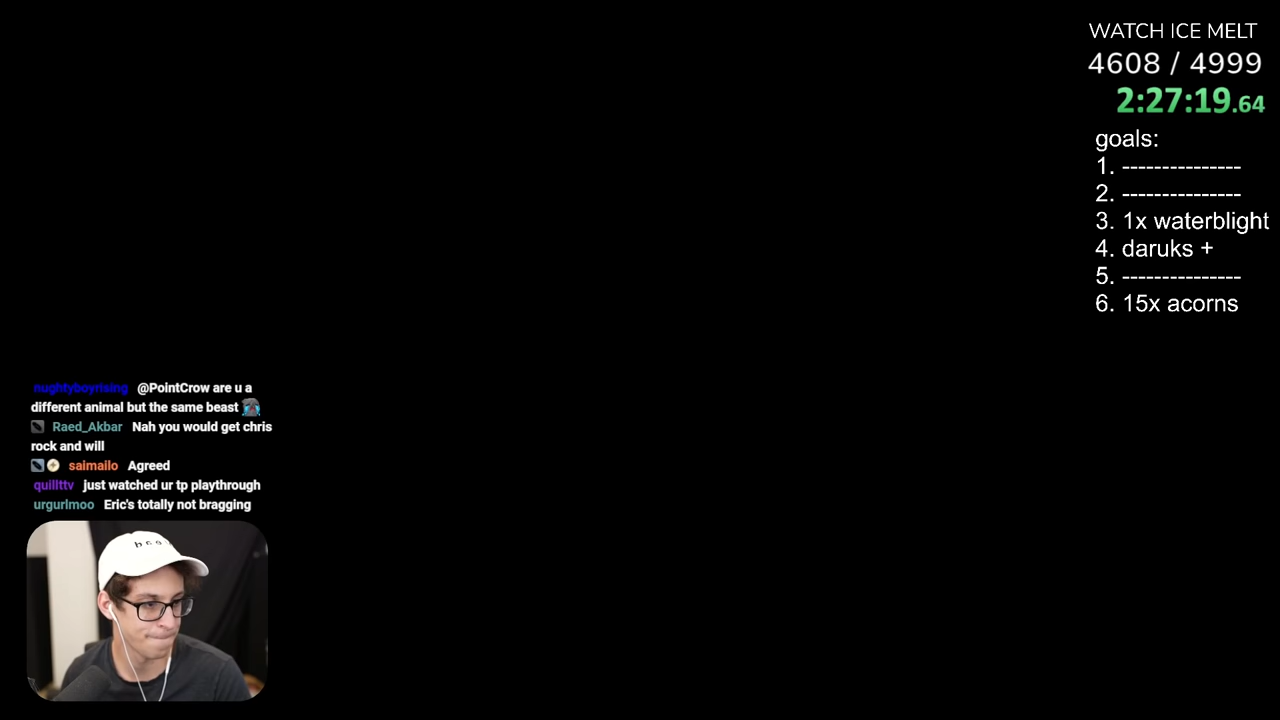 WATCH ICE MELT
4608 / 4999
2:27:19.64
goals:
1. ---------------
2. ---------------
3. 1x waterblight
4. daruks +
5. ---------------
6. 15x acorns
nughtyboyrising @PointCrow are u a
different animal but the same beast
Raed_Akbar Nah you would get chris
rock and will
saimailo Agreed
quillttv just watched ur tp playthrough
urgurlmoo Eric's totally not bragging